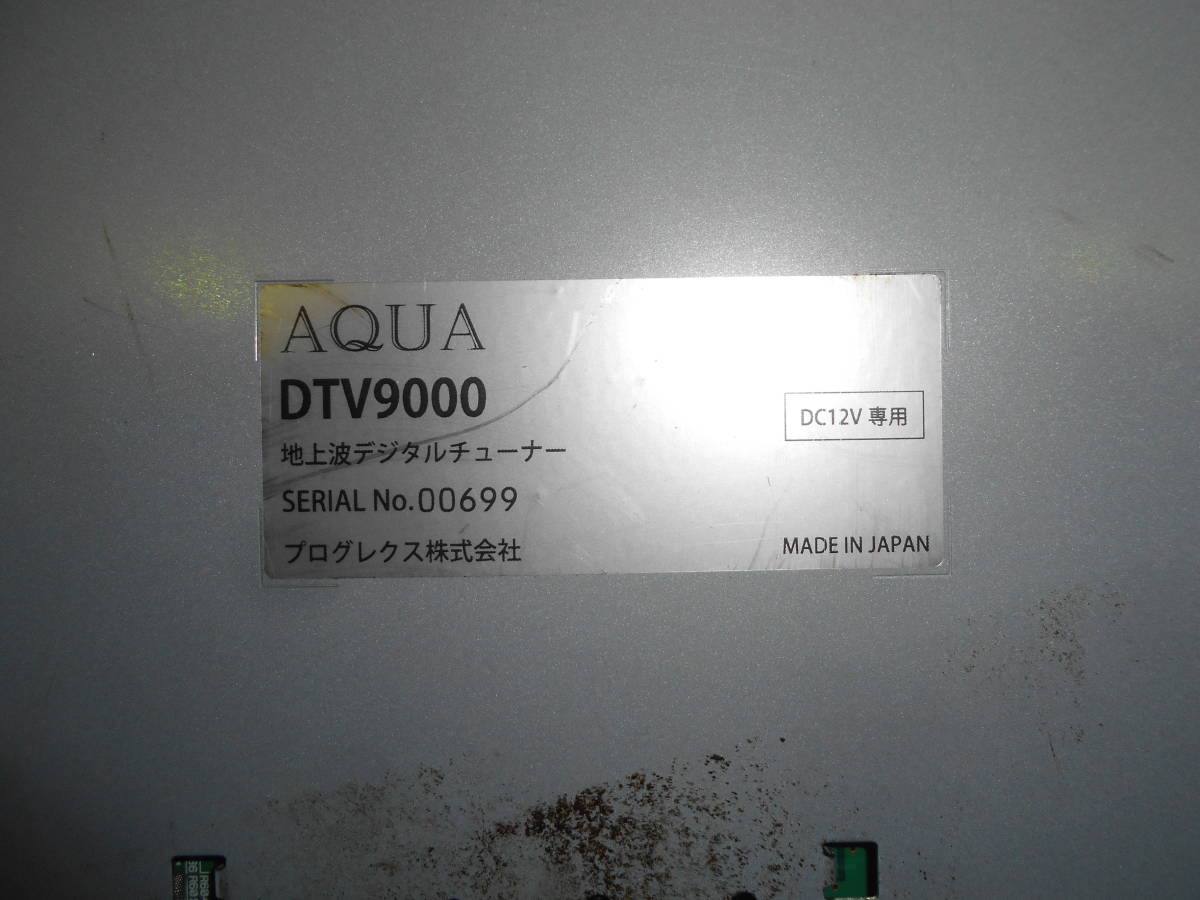 AQUA
DTV9000
地上波デジタルチューナー
SERIAL No.00699
プログレクス株式会社
DC12V 専用
MADE IN JAPAN